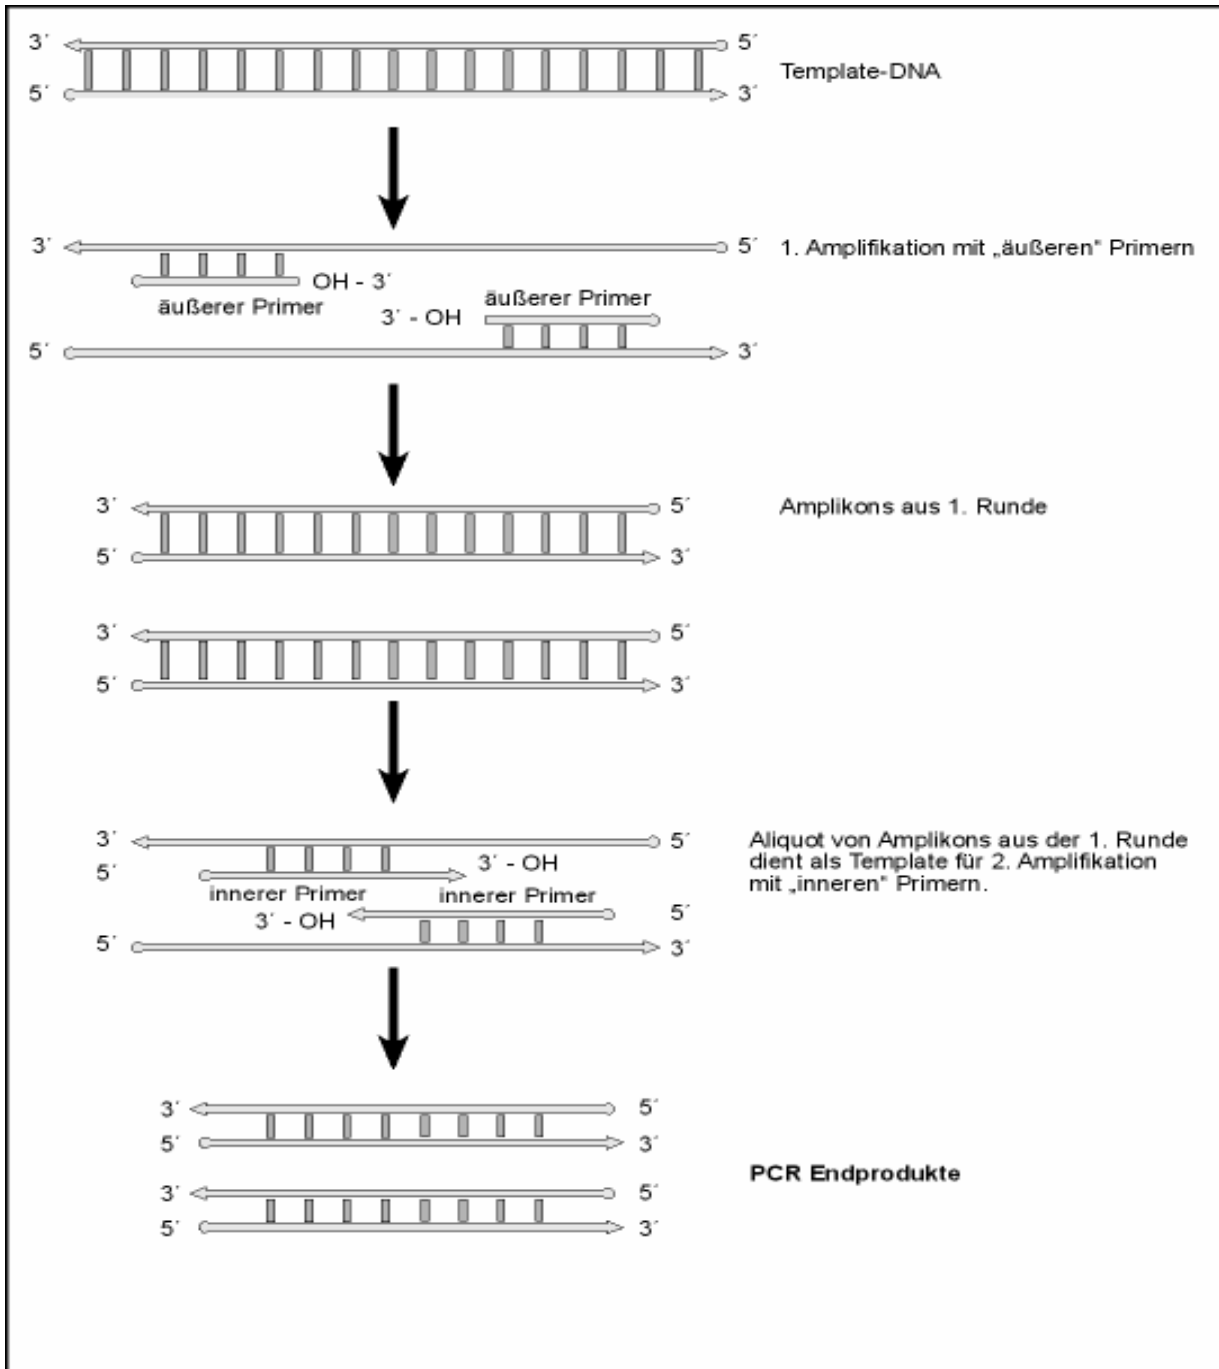 3´ 5´
Template-DNA
5´ 3´
3´ 5´ 1. Amplifikation mit „äußeren" Primern
OH - 3´
äußerer Primer
äußerer Primer
3´ - OH
5´ 3´
3´ 5´ Amplikons aus 1. Runde
5´ 3´
3´ 5´
5´ 3´
3´ 5´
Aliquot von Amplikons aus der 1. Runde
dient als Template für 2. Amplifikation
mit „inneren" Primern.
5´ 3´ - OH
innerer Primer innerer Primer
3´ - OH 5´
5´ 3´
3´ 5´
5´ 3´
PCR Endprodukte
3´ 5´
5´ 3´